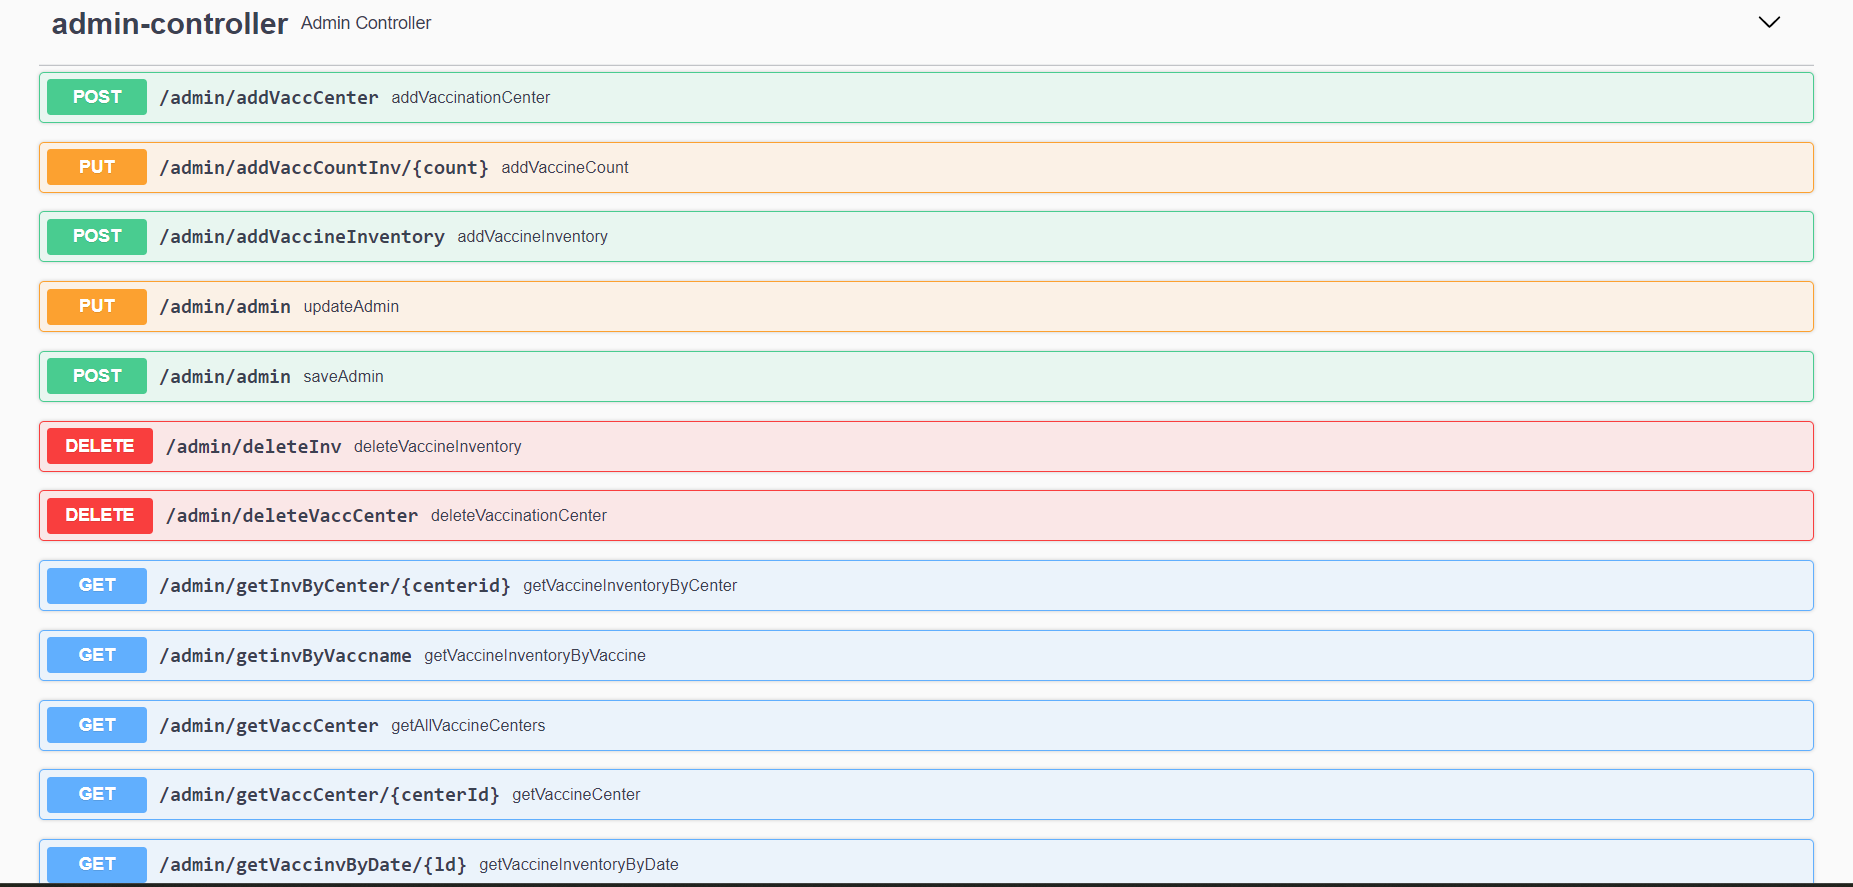 admin-controller Admin Controller
POST /admin/addVaccCenter addVaccinationCenter
PUT /admin/addVaccCountInv/{count} addVaccineCount
POST /admin/addVaccineInventory addVaccineInventory
PUT /admin/admin updateAdmin
POST /admin/admin saveAdmin
DELETE /admin/deleteInv deleteVaccineInventory
DELETE /admin/deleteVaccCenter deleteVaccinationCenter
GET /admin/getInvByCenter/{centerid} getVaccineInventoryByCenter
GET /admin/getinvByVaccname getVaccineInventoryByVaccine
GET /admin/getVaccCenter getAllVaccineCenters
GET /admin/getVaccCenter/{centerId} getVaccineCenter
GET /admin/getVaccinvByDate/{ld} getVaccineInventoryByDate